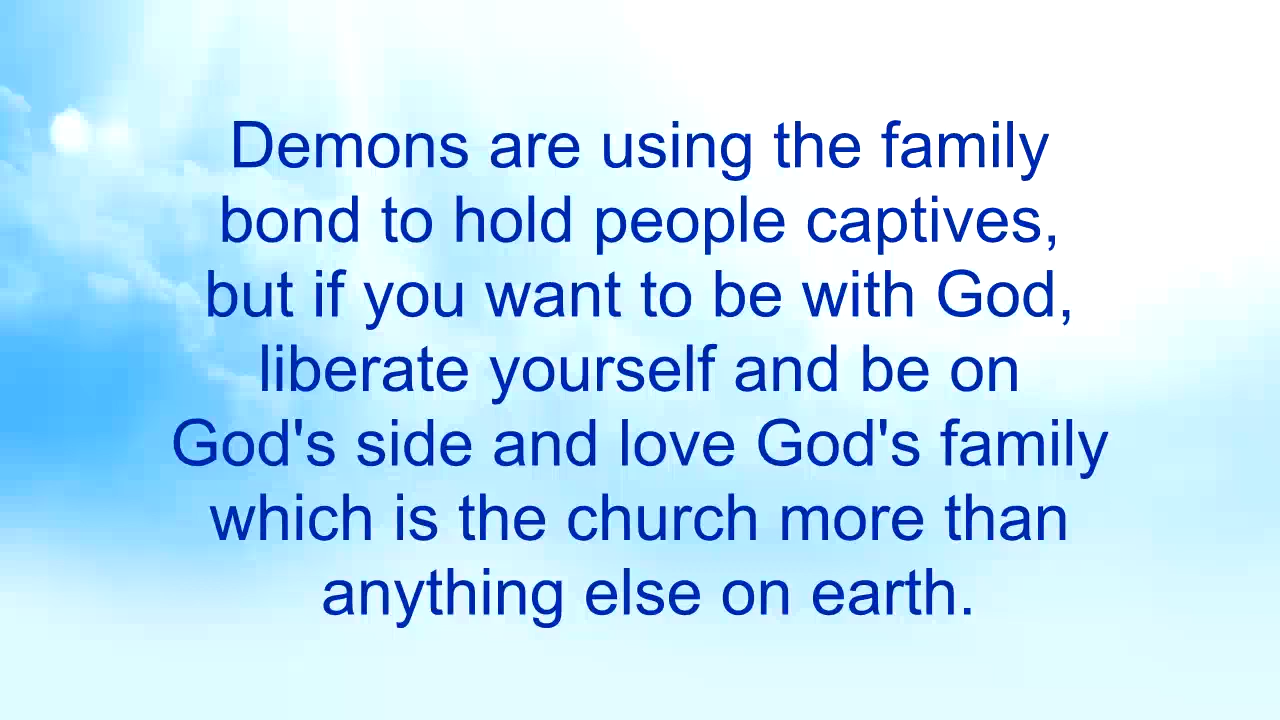 Demons are using the family
bond to hold people captives,
but if you want to be with God,
liberate yourself and be on
God's side and love God's family
which is the church more than
anything else on earth.